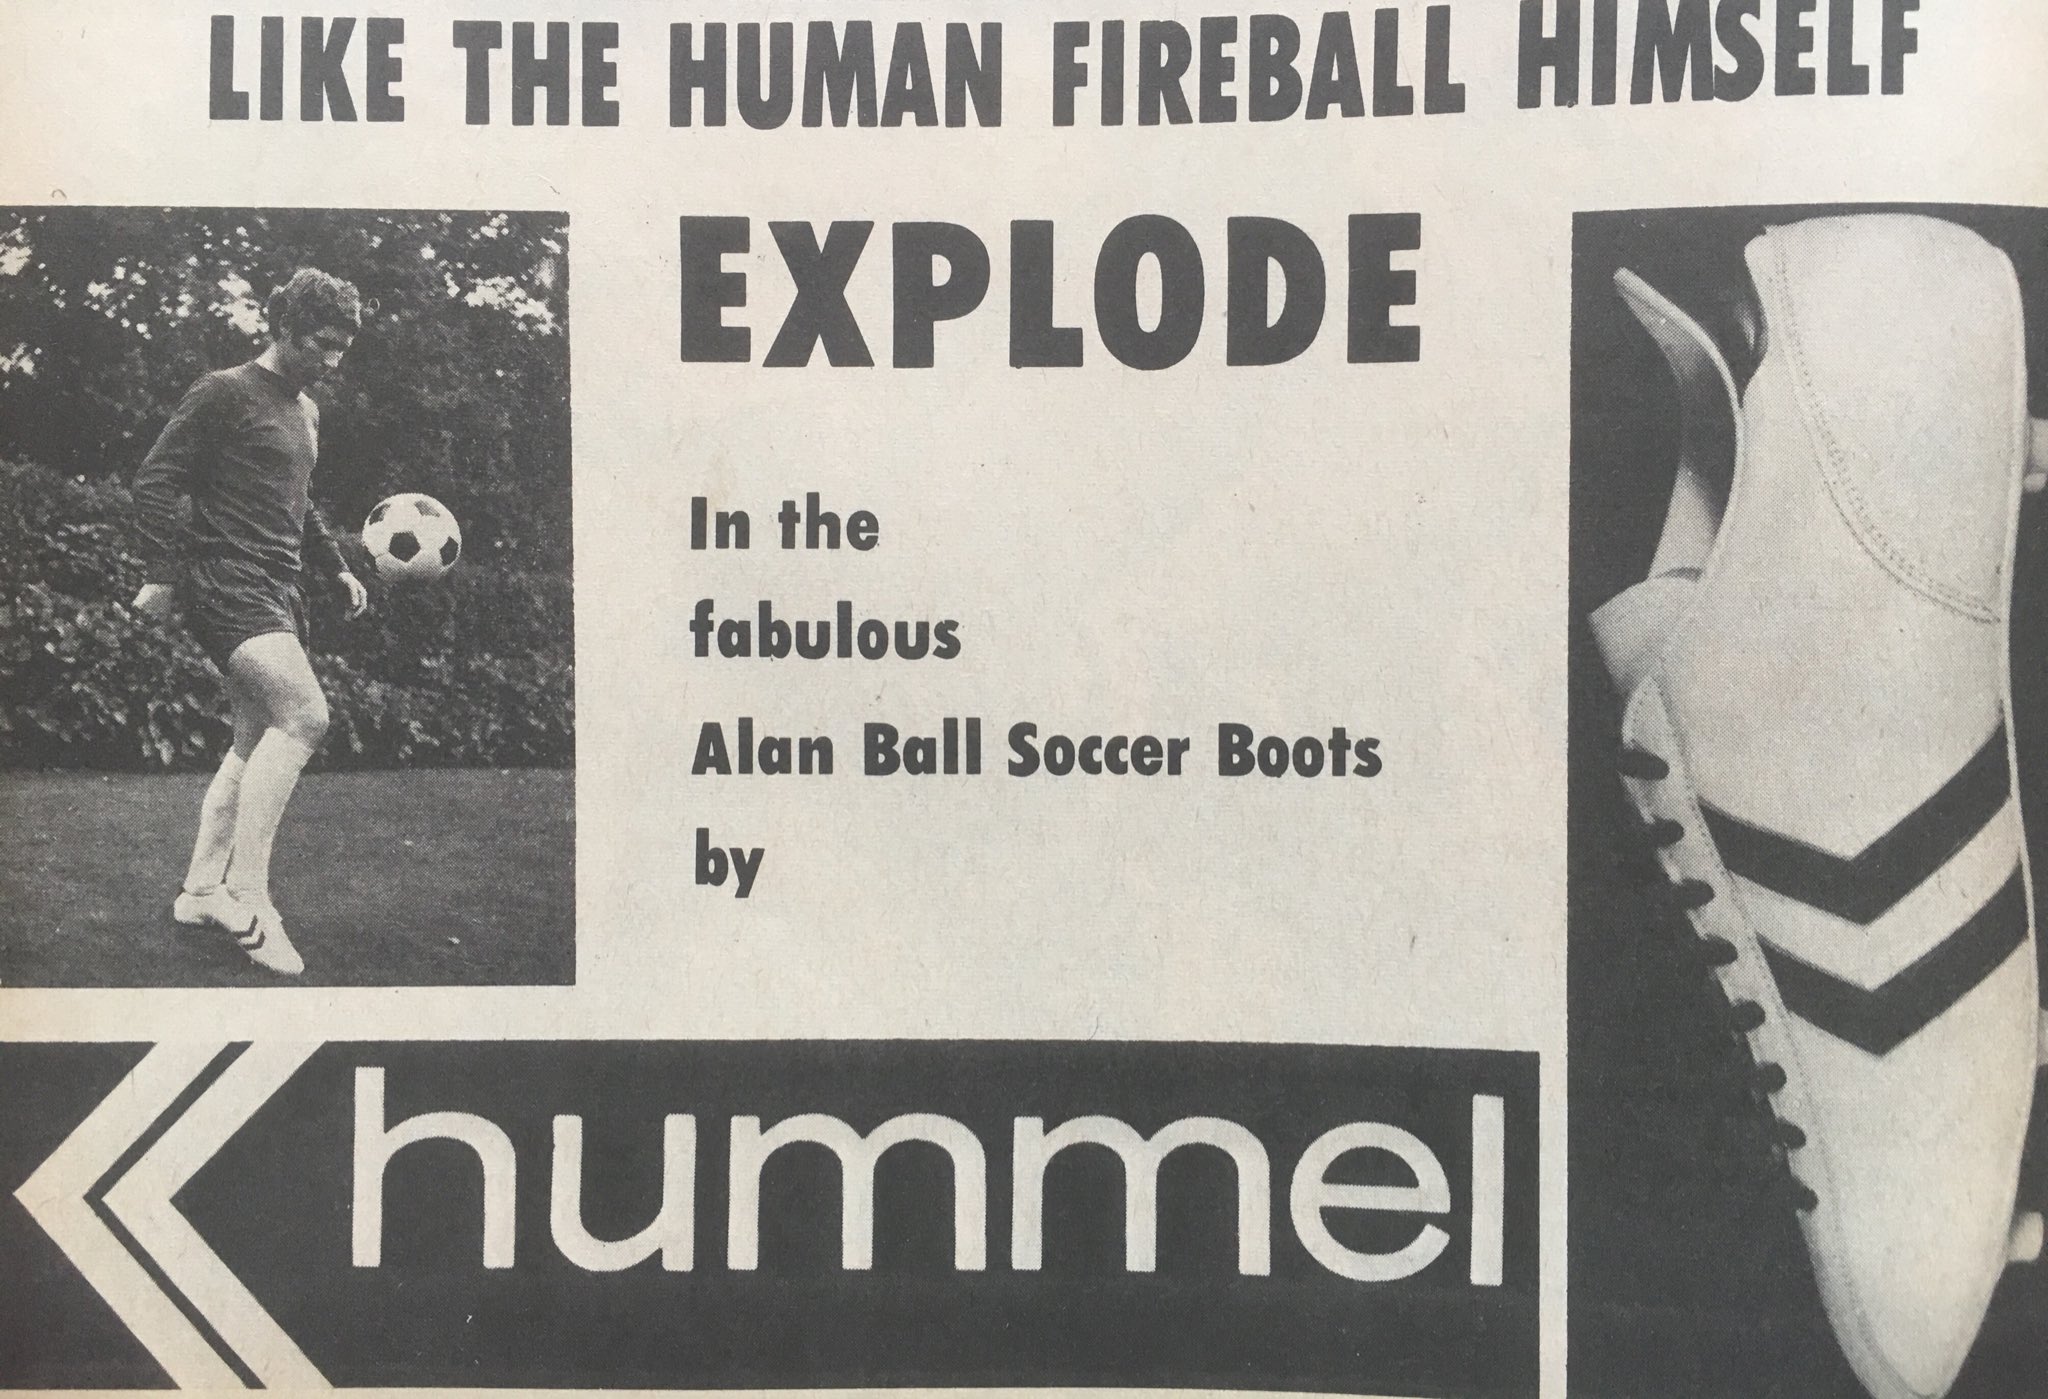 LIKE THE HUMAN FIREBALL HIMSELF
EXPLODE
In the
fabulous
Alan Ball Soccer Boots
by
hummel